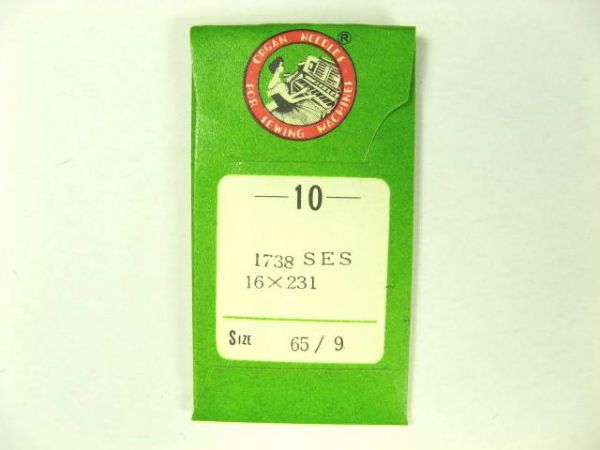 ORGAN NEEDLES ®
FOR SEWING MACHINES
—10—
1738 SES
16×231
SIZE 65 / 9